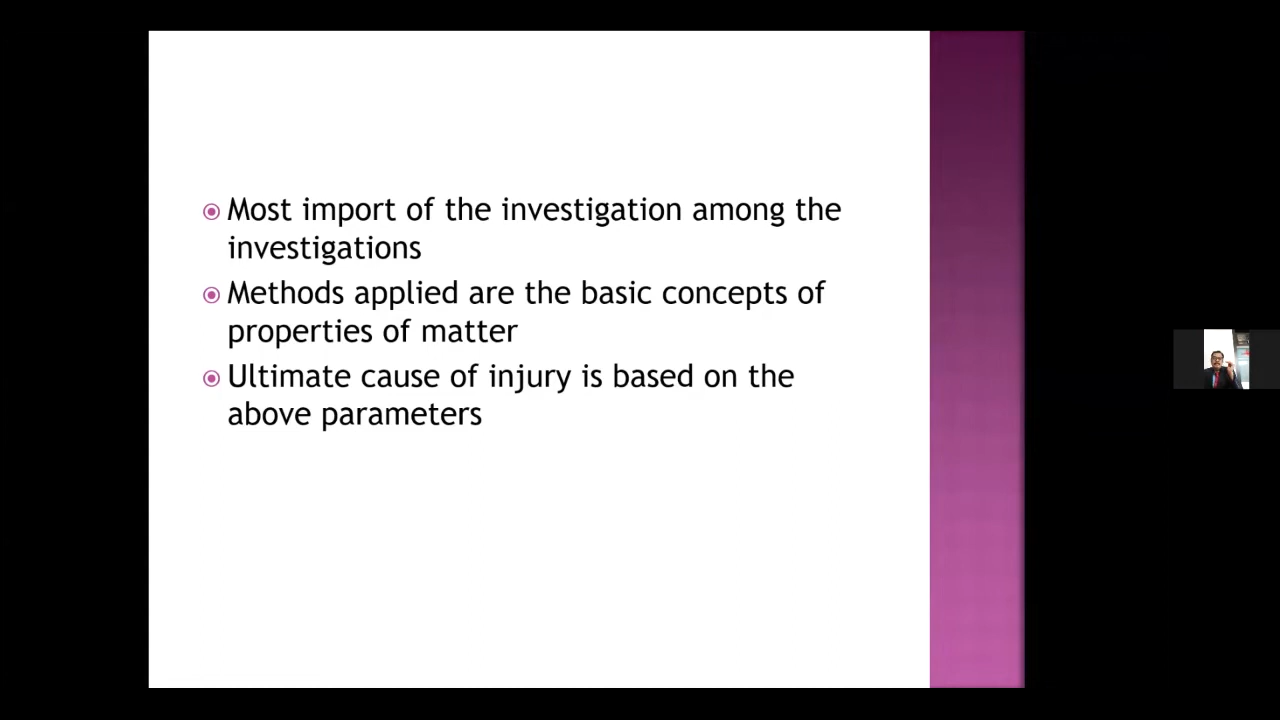 Most import of the investigation among the
investigations
Methods applied are the basic concepts of
properties of matter
Ultimate cause of injury is based on the
above parameters